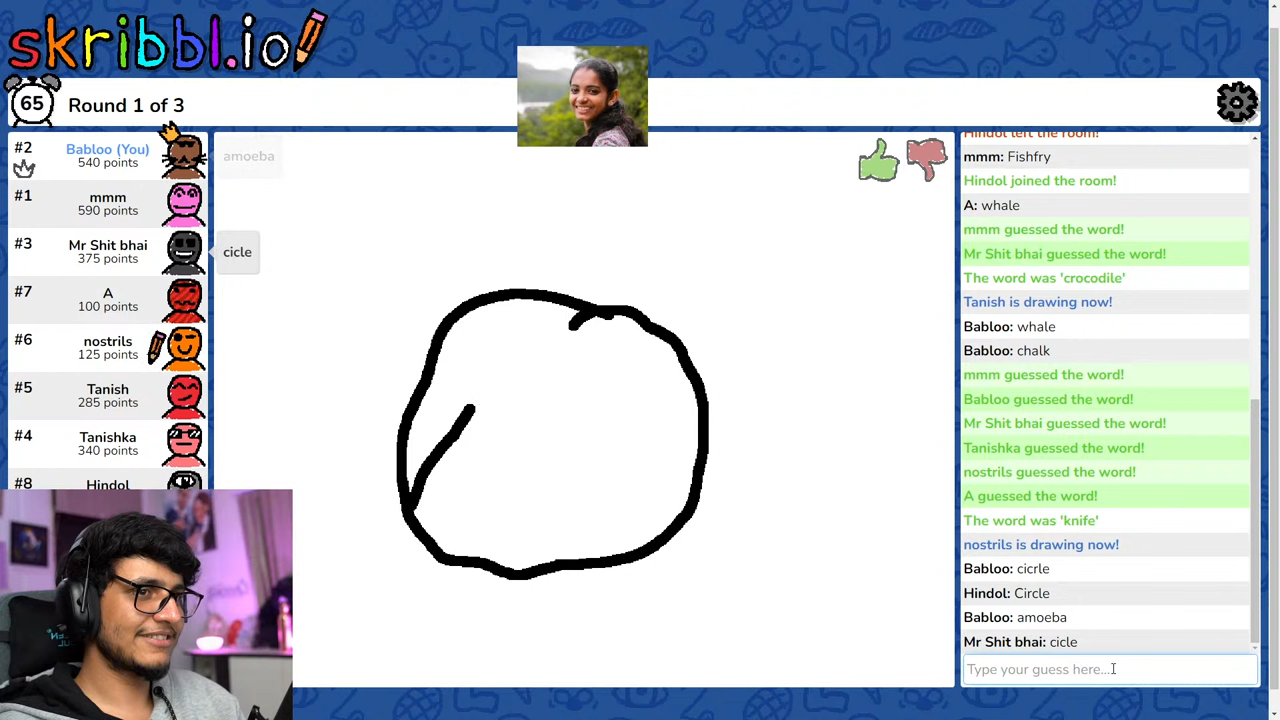 skribbl.io
65
Round 1 of 3
#2
Babloo (You)
540 points
#1
mmm
590 points
#3
Mr Shit bhai
375 points
#7
A
100 points
#6
nostrils
125 points
#5
Tanish
285 points
#4
Tanishka
340 points
#8
Hindol
amoeba
cicle
Hindol left the room!
mmm: Fishfry
Hindol joined the room!
A: whale
mmm guessed the word!
Mr Shit bhai guessed the word!
The word was 'crocodile'
Tanish is drawing now!
Babloo: whale
Babloo: chalk
mmm guessed the word!
Babloo guessed the word!
Mr Shit bhai guessed the word!
Tanishka guessed the word!
nostrils guessed the word!
A guessed the word!
The word was 'knife'
nostrils is drawing now!
Babloo: cicrle
Hindol: Circle
Babloo: amoeba
Mr Shit bhai: cicle
Type your guess here...